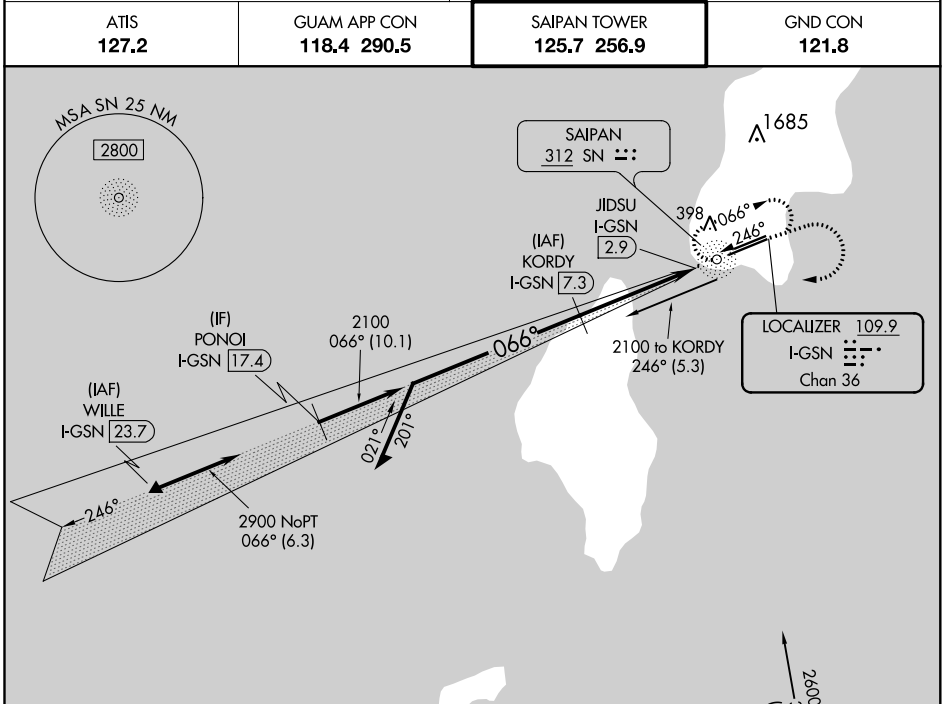 ATIS
127.2
GUAM APP CON
118.4 290.5
SAIPAN TOWER
125.7 256.9
GND CON
121.8
MSA SN 25 NM
2800
SAIPAN
312 SN
1685
JIDSU
I-GSN
2.9
398
066°
246°
(IAF)
KORDY
I-GSN 7.3
(IF)
PONOI
I-GSN 17.4
2100
066° (10.1)
066°
2100 to KORDY
246° (5.3)
LOCALIZER 109.9
I-GSN
Chan 36
(IAF)
WILLE
I-GSN 23.7
021°
201°
246°
2900 NoPT
066° (6.3)
2600